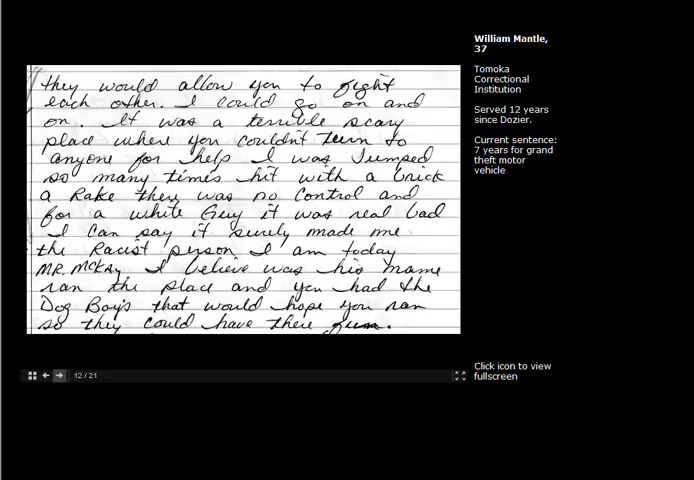 they would allow you to fight
each other. I could go on and
on It was a terrible scary
place where you couldn't turn to
anyone for help I was Jumped
so many times hit with a brick
a Rake there was no control and
for a white Guy it was real bad
I can say it surely made me
the Racist person I am today
MR. McKAY I believe was his name
ran the place and you had the
Dog Boys that would hope you ran
so they could have there fun.
12 / 21
William Mantle,
37
Tomoka
Correctional
Institution
Served 12 years
since Dozier.
Current sentence:
7 years for grand
theft motor
vehicle
Click icon to view
fullscreen